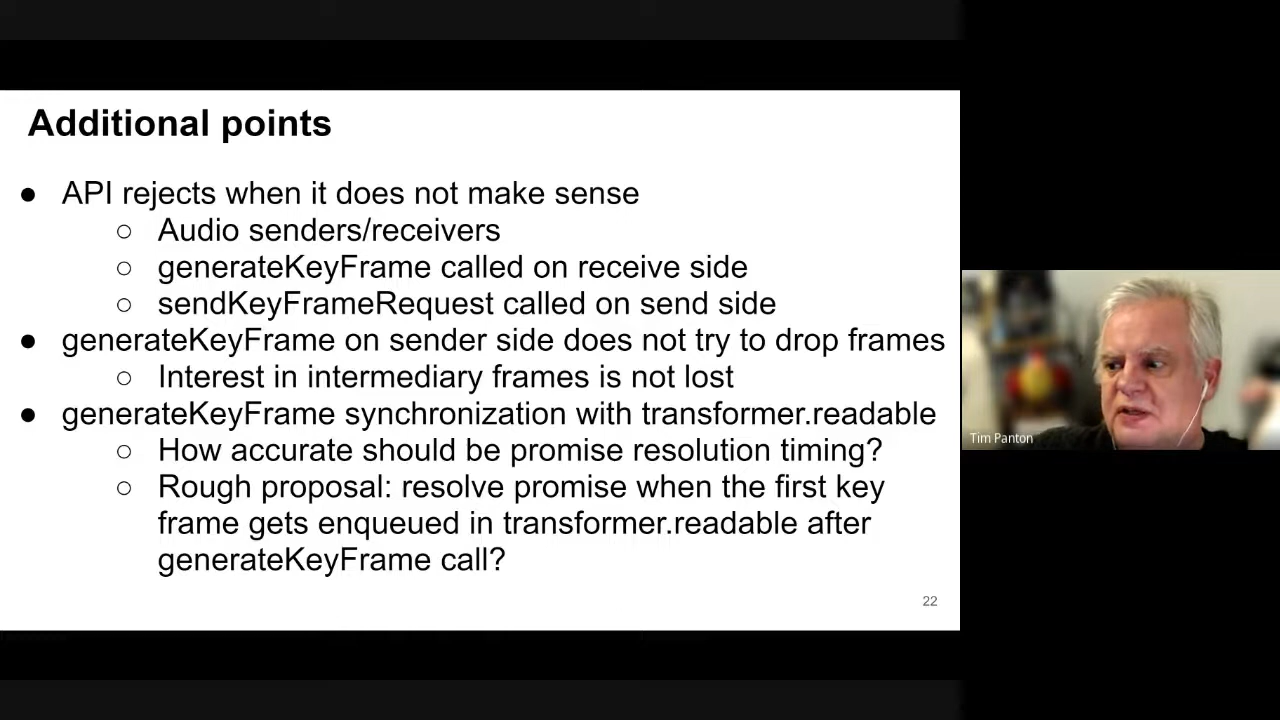 Additional points
● API rejects when it does not make sense
○ Audio senders/receivers
○ generateKeyFrame called on receive side
○ sendKeyFrameRequest called on send side
● generateKeyFrame on sender side does not try to drop frames
○ Interest in intermediary frames is not lost
● generateKeyFrame synchronization with transformer.readable
○ How accurate should be promise resolution timing?
○ Rough proposal: resolve promise when the first key
frame gets enqueued in transformer.readable after
generateKeyFrame call?
22
Tim Panton